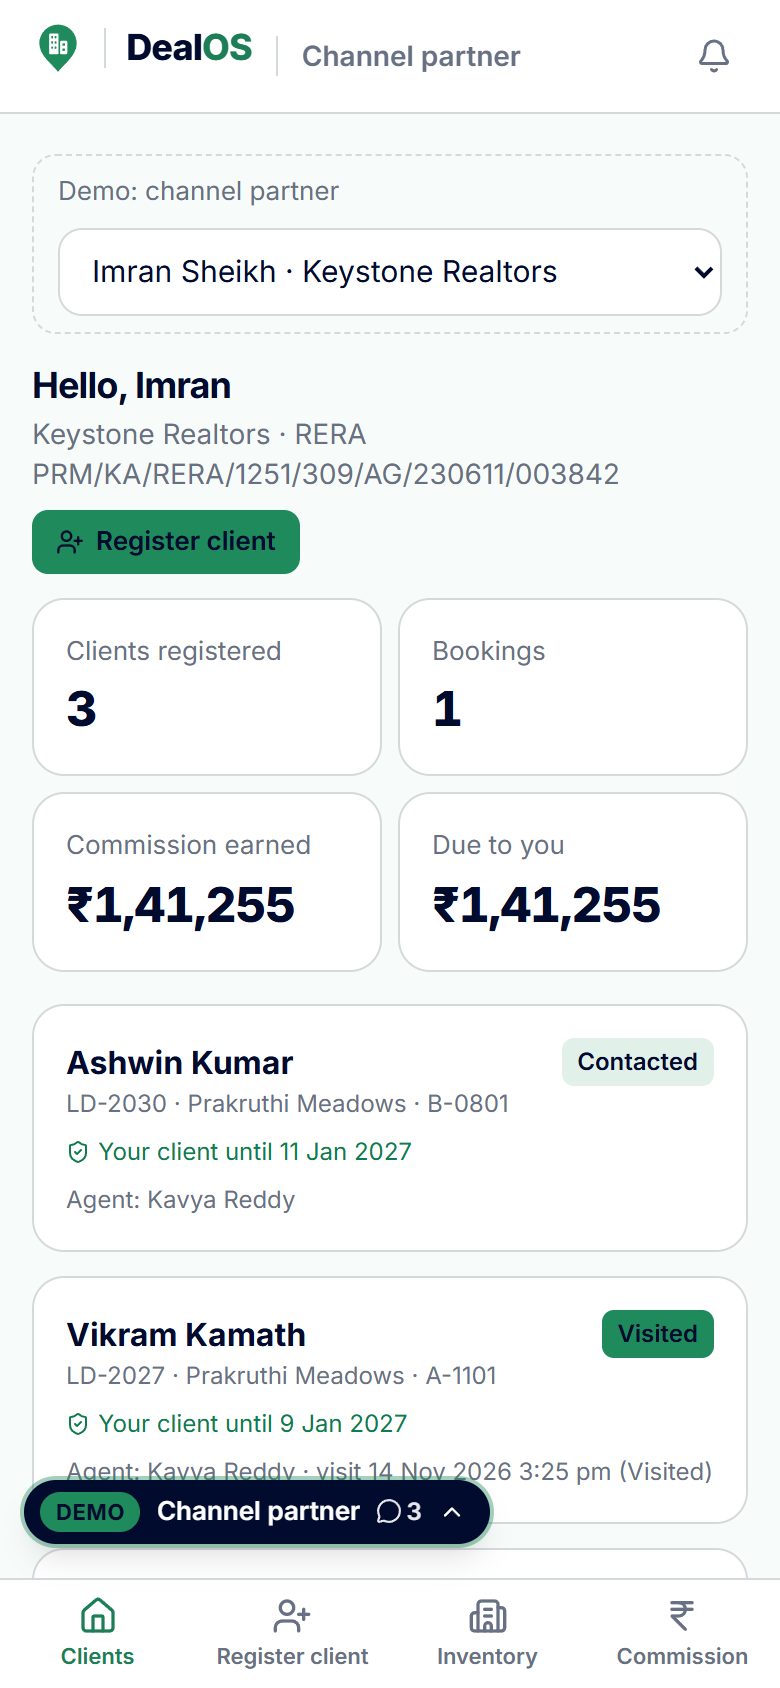 DealOS
Channel partner
Demo: channel partner
Imran Sheikh · Keystone Realtors
Hello, Imran
Keystone Realtors · RERA
PRM/KA/RERA/1251/309/AG/230611/003842
Register client
Clients registered
3
Bookings
1
Commission earned
₹1,41,255
Due to you
₹1,41,255
Ashwin Kumar
Contacted
LD-2030 · Prakruthi Meadows · B-0801
Your client until 11 Jan 2027
Agent: Kavya Reddy
Vikram Kamath
Visited
LD-2027 · Prakruthi Meadows · A-1101
Your client until 9 Jan 2027
Agent: Kavya Reddy · visit 14 Nov 2026 3:25 pm (Visited)
DEMO Channel partner 3
Clients
Register client
Inventory
Commission